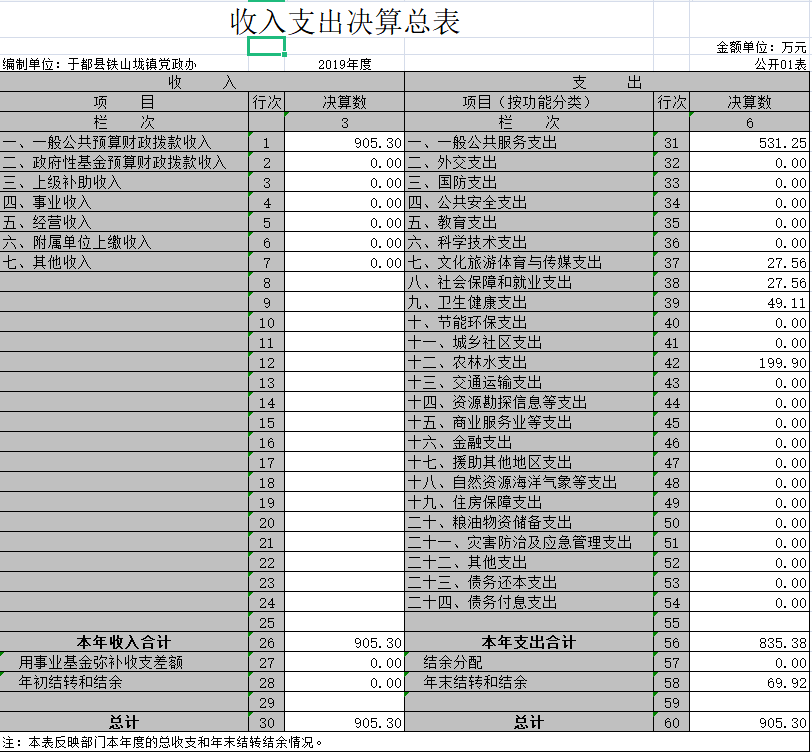 收入支出决算总表
金额单位：万元
编制单位：于都县铁山垅镇党政办 2019年度 公开01表
收 入 支 出
项 目 行次 决算数 项目（按功能分类） 行次 决算数
栏 次 3 栏 次 6
一、一般公共预算财政拨款收入 1 905.30 一、一般公共服务支出 31 531.25
二、政府性基金预算财政拨款收入 2 0.00 二、外交支出 32 0.00
三、上级补助收入 3 0.00 三、国防支出 33 0.00
四、事业收入 4 0.00 四、公共安全支出 34 0.00
五、经营收入 5 0.00 五、教育支出 35 0.00
六、附属单位上缴收入 6 0.00 六、科学技术支出 36 0.00
七、其他收入 7 0.00 七、文化旅游体育与传媒支出 37 27.56
8 八、社会保障和就业支出 38 27.56
9 九、卫生健康支出 39 49.11
10 十、节能环保支出 40 0.00
11 十一、城乡社区支出 41 0.00
12 十二、农林水支出 42 199.90
13 十三、交通运输支出 43 0.00
14 十四、资源勘探信息等支出 44 0.00
15 十五、商业服务业等支出 45 0.00
16 十六、金融支出 46 0.00
17 十七、援助其他地区支出 47 0.00
18 十八、自然资源海洋气象等支出 48 0.00
19 十九、住房保障支出 49 0.00
20 二十、粮油物资储备支出 50 0.00
21 二十一、灾害防治及应急管理支出 51 0.00
22 二十二、其他支出 52 0.00
23 二十三、债务还本支出 53 0.00
24 二十四、债务付息支出 54 0.00
25 55
本年收入合计 26 905.30 本年支出合计 56 835.38
用事业基金弥补收支差额 27 0.00 结余分配 57 0.00
年初结转和结余 28 0.00 年末结转和结余 58 69.92
29 59
总计 30 905.30 总计 60 905.30
注：本表反映部门本年度的总收支和年末结转结余情况。